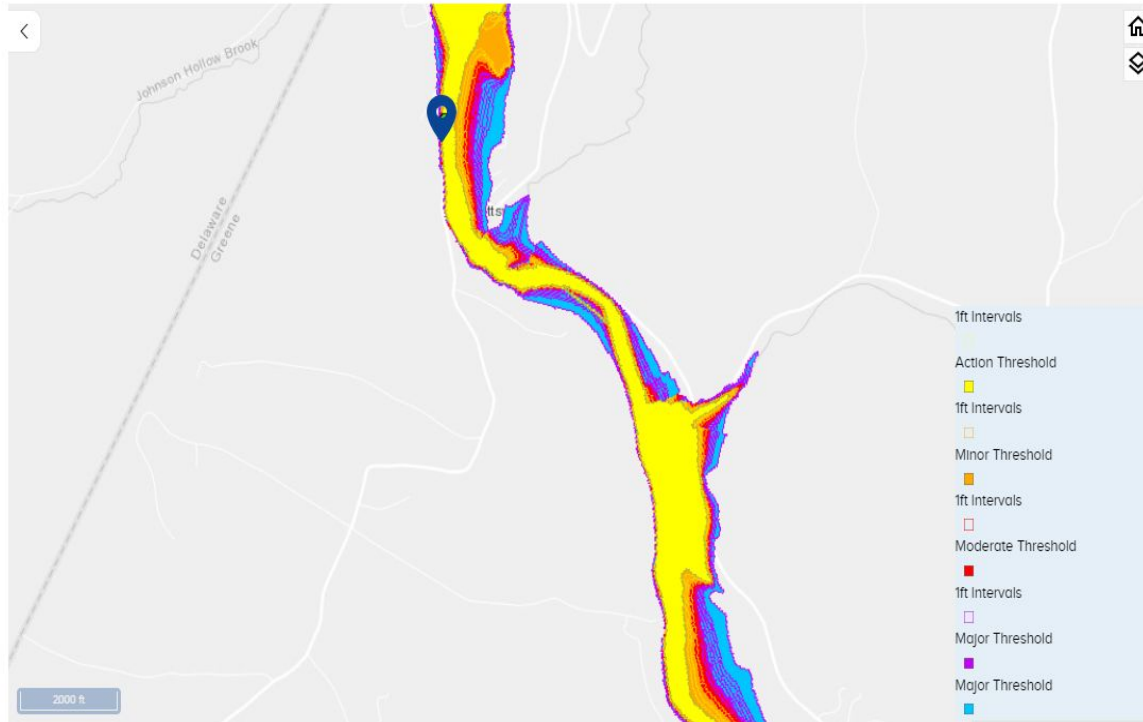 Johnson Hollow Brook
Delaware
Greene
1ft Intervals
Action Threshold
1ft Intervals
Minor Threshold
1ft Intervals
Moderate Threshold
1ft Intervals
Major Threshold
Major Threshold
2000 ft